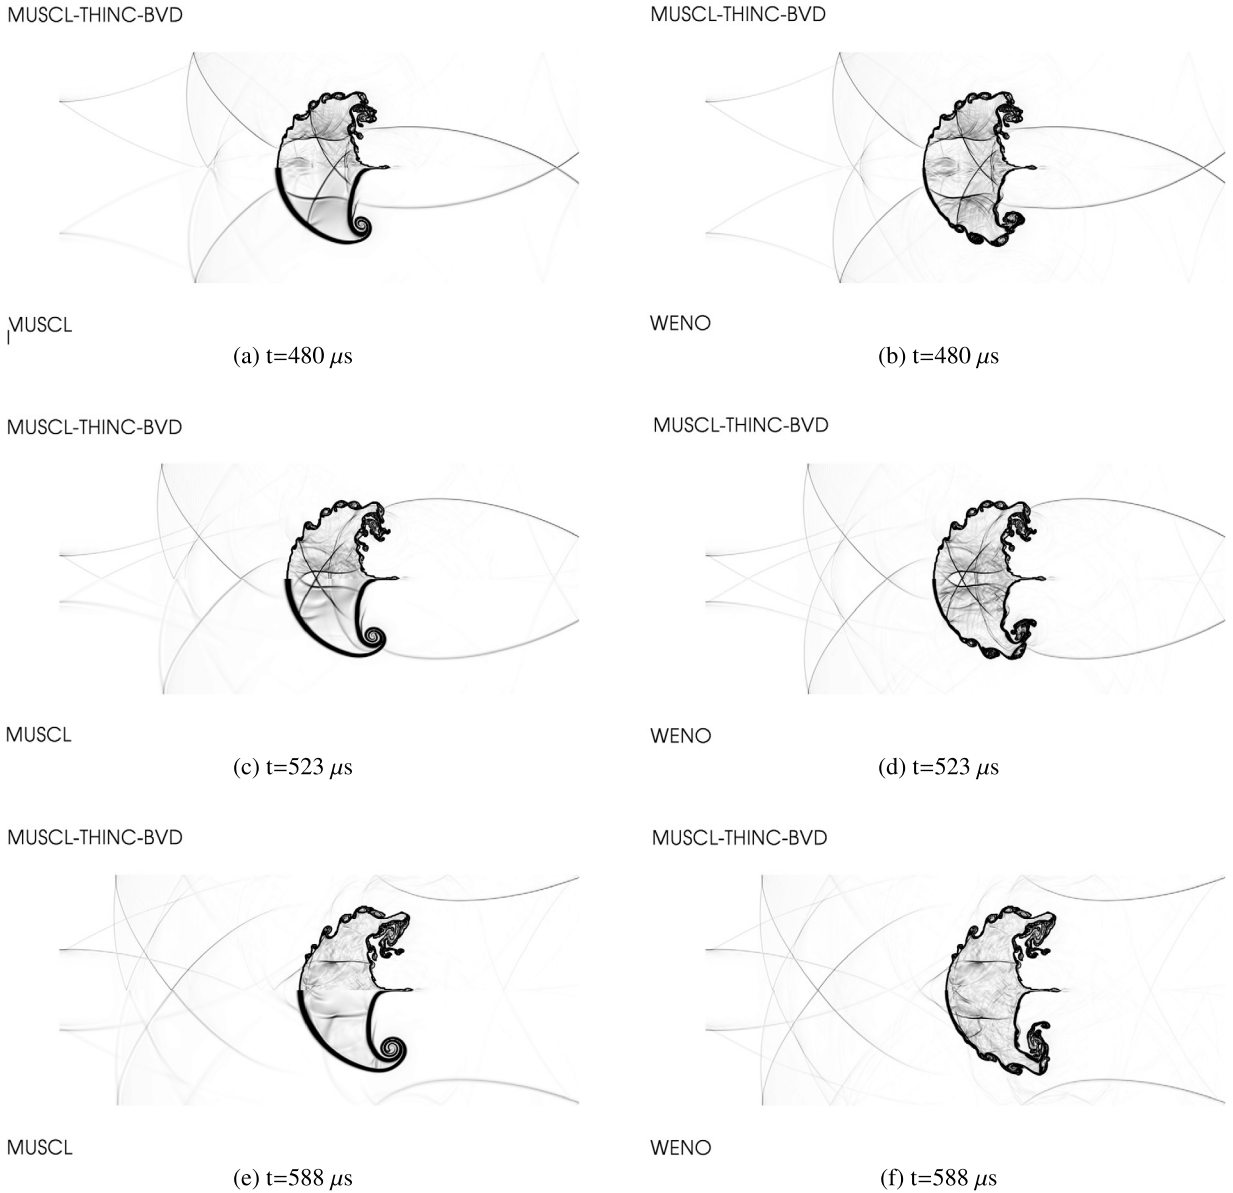 MUSCL-THINC-BVD
MUSCL-THINC-BVD
MUSCL
WENO
(a) t=480 μs
(b) t=480 μs
MUSCL-THINC-BVD
MUSCL-THINC-BVD
MUSCL
WENO
(c) t=523 μs
(d) t=523 μs
MUSCL-THINC-BVD
MUSCL-THINC-BVD
MUSCL
WENO
(e) t=588 μs
(f) t=588 μs